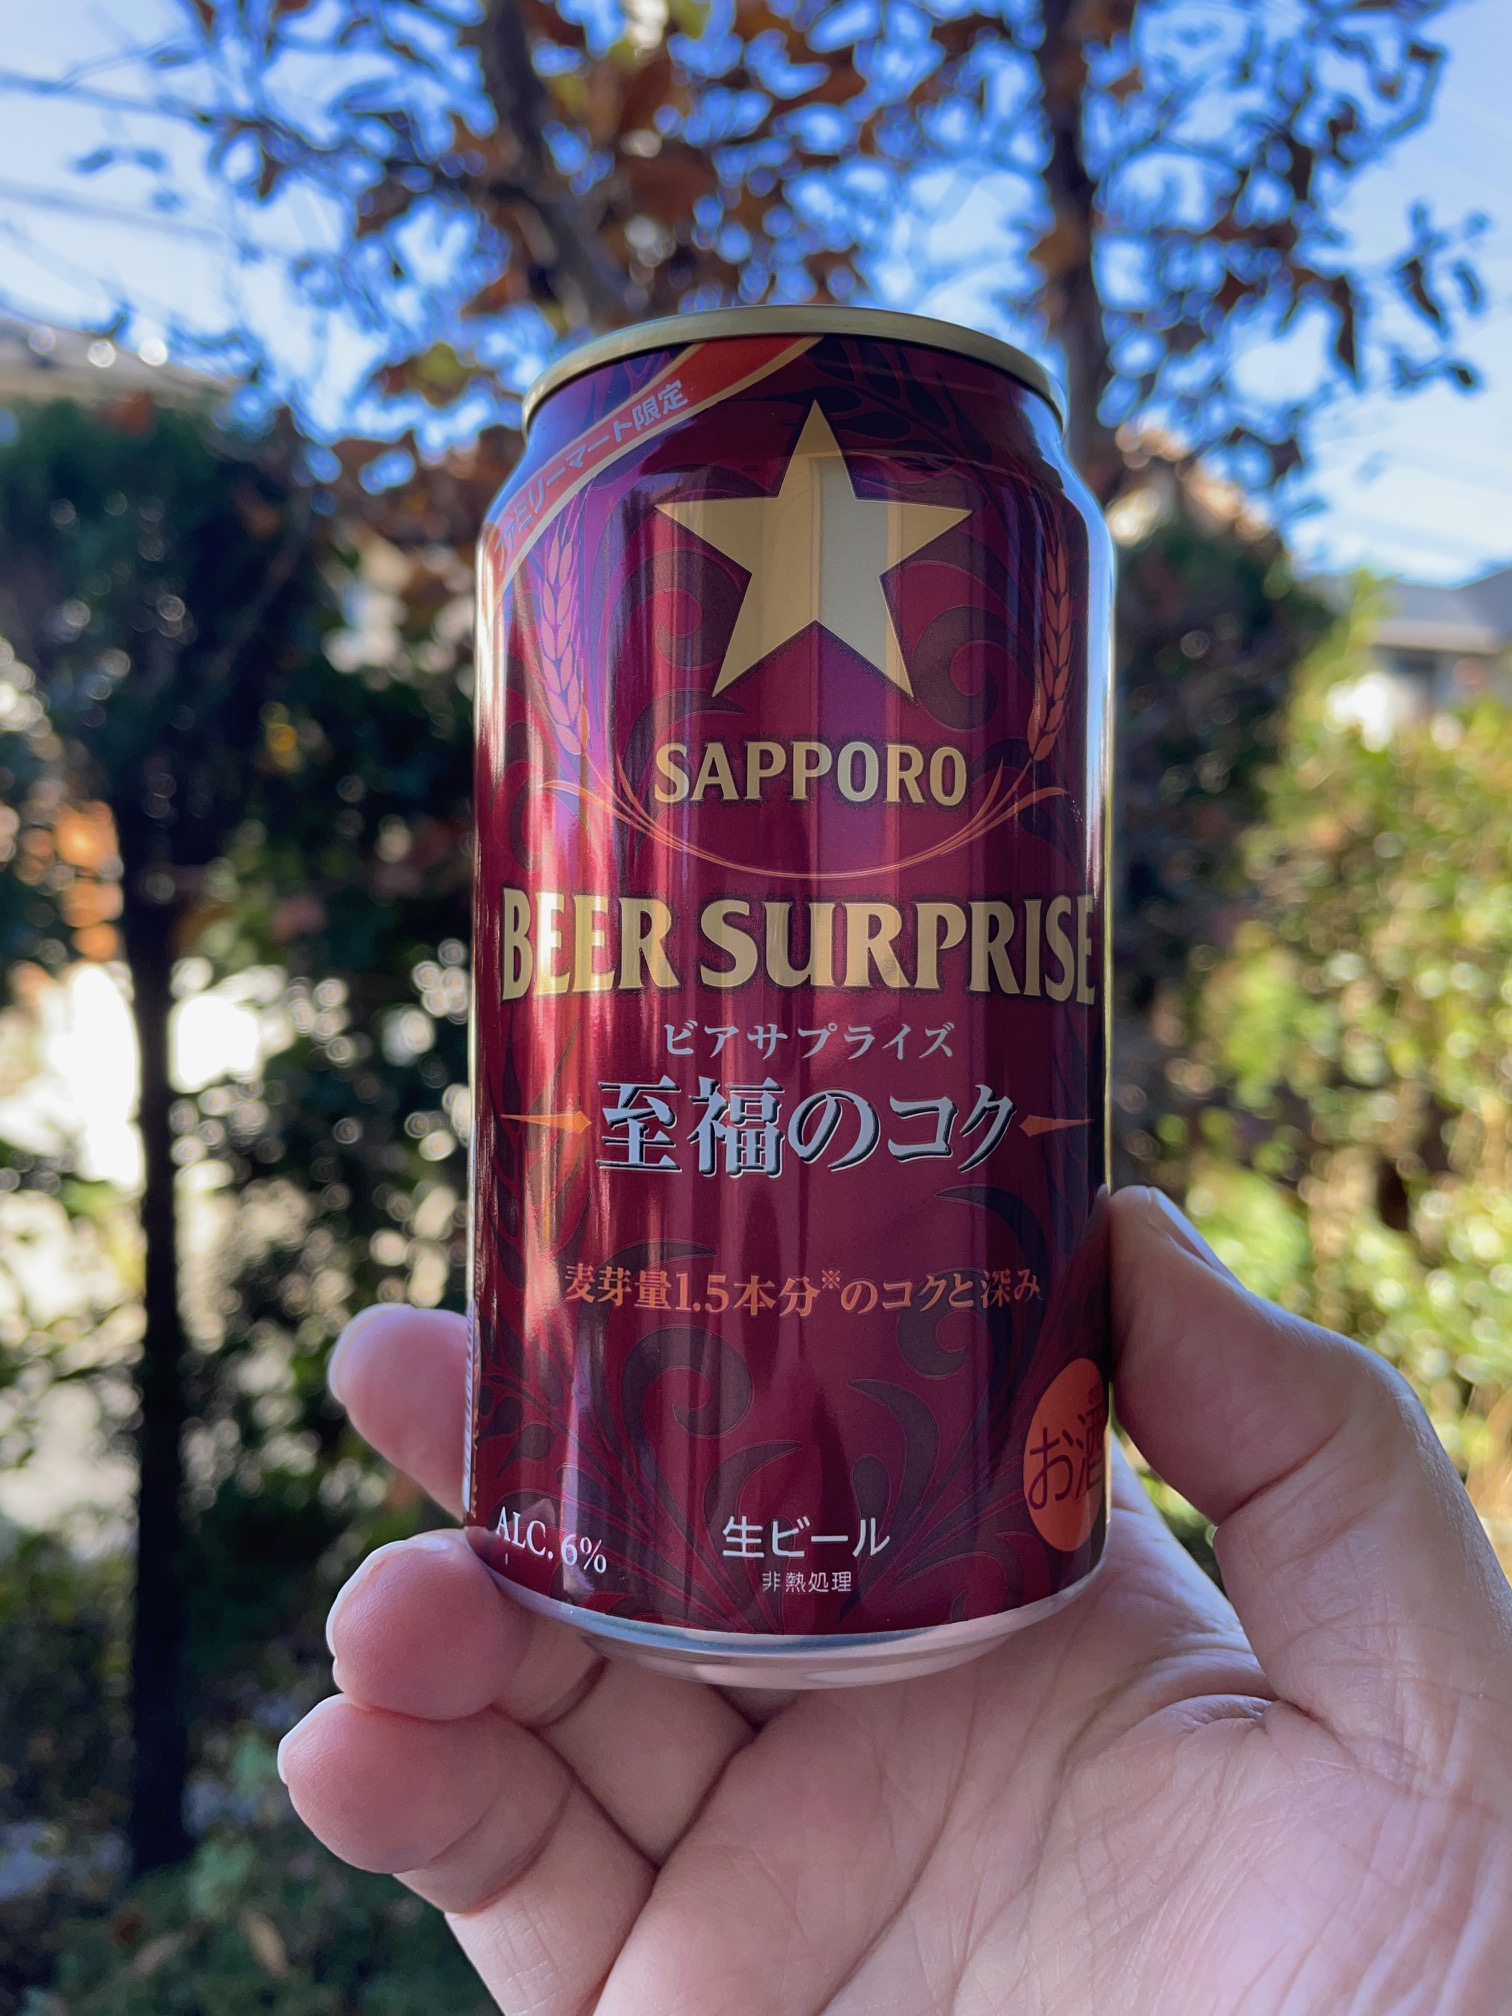 ファミリーマート限定
SAPPORO
BEER SURPRISE
ビアサプライズ
至福のコク
麦芽量1.5本分※のコクと深み
お酒
ALC. 6%
生ビール
非熱処理